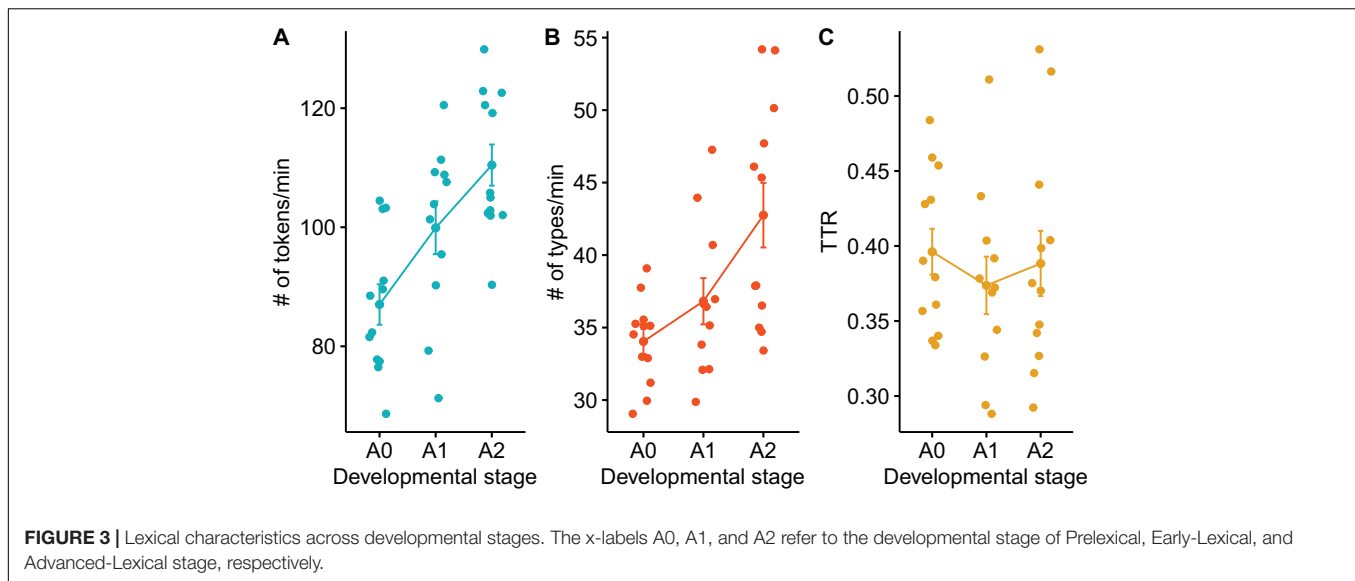 A
# of tokens/min
120
100
80
A0 A1 A2
Developmental stage
B
# of types/min
55
50
45
40
35
30
A0 A1 A2
Developmental stage
C
TTR
0.50
0.45
0.40
0.35
0.30
A0 A1 A2
Developmental stage
FIGURE 3 | Lexical characteristics across developmental stages. The x-labels A0, A1, and A2 refer to the developmental stage of Prelexical, Early-Lexical, and
Advanced-Lexical stage, respectively.